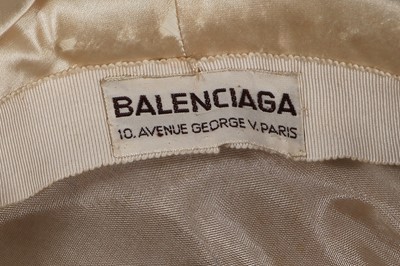 BALENCIAGA
10. AVENUE GEORGE V. PARIS